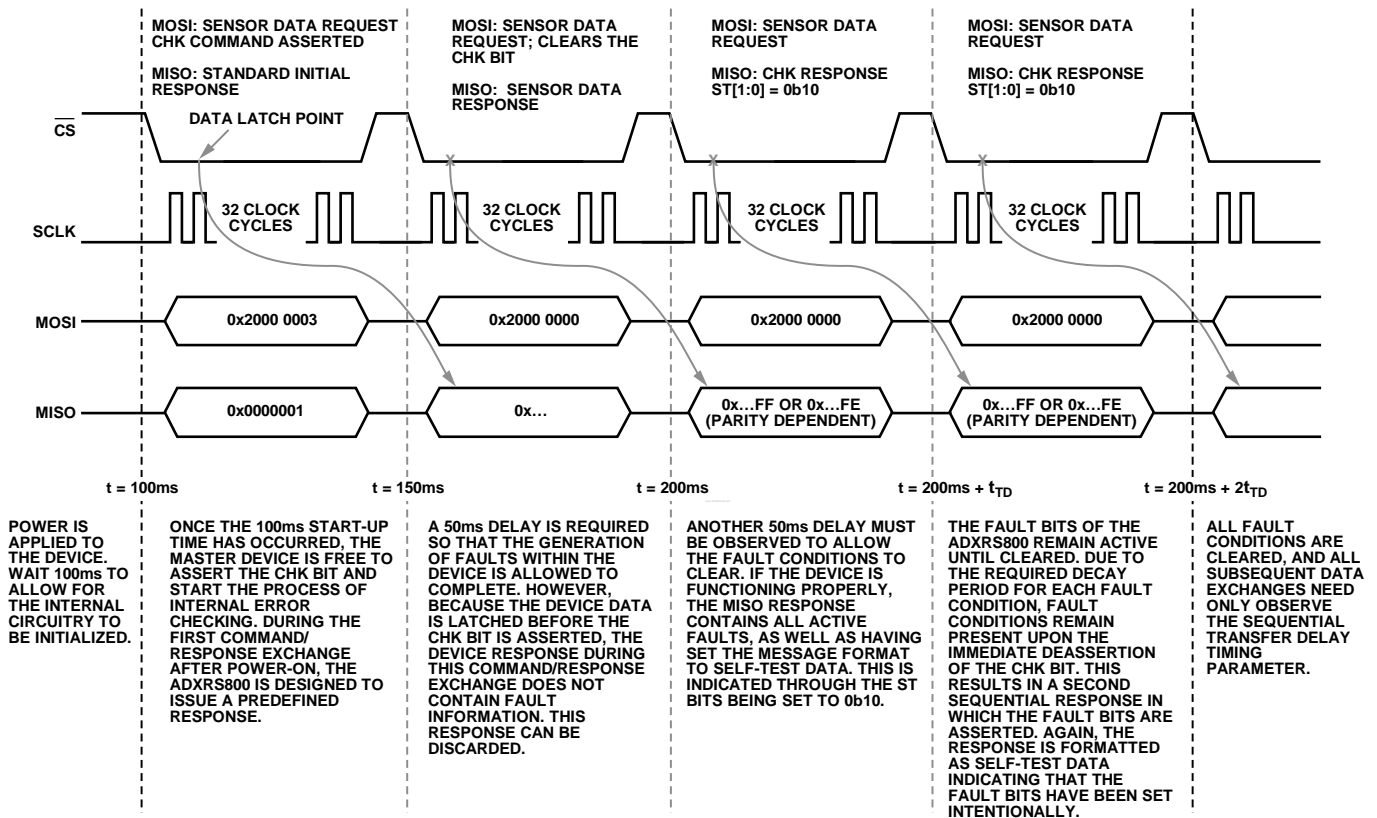 MOSI: SENSOR DATA REQUEST
CHK COMMAND ASSERTED
MISO: STANDARD INITIAL
RESPONSE
MOSI: SENSOR DATA
REQUEST; CLEARS THE
CHK BIT
MISO: SENSOR DATA
RESPONSE
MOSI: SENSOR DATA
REQUEST
MISO: CHK RESPONSE
ST[1:0] = 0b10
MOSI: SENSOR DATA
REQUEST
MISO: CHK RESPONSE
ST[1:0] = 0b10
CS
DATA LATCH POINT
X
X
X
SCLK
32 CLOCK
CYCLES
32 CLOCK
CYCLES
32 CLOCK
CYCLES
32 CLOCK
CYCLES
MOSI
0x2000 0003
0x2000 0000
0x2000 0000
0x2000 0000
MISO
0x0000001
0x...
0x...FF OR 0x...FE
(PARITY DEPENDENT)
0x...FF OR 0x...FE
(PARITY DEPENDENT)
t = 100ms
t = 150ms
t = 200ms
t = 200ms + tTD
t = 200ms + 2tTD
POWER IS
APPLIED TO
THE DEVICE.
WAIT 100ms TO
ALLOW FOR
THE INTERNAL
CIRCUITRY TO
BE INITIALIZED.
ONCE THE 100ms START-UP
TIME HAS OCCURRED, THE
MASTER DEVICE IS FREE TO
ASSERT THE CHK BIT AND
START THE PROCESS OF
INTERNAL ERROR
CHECKING. DURING THE
FIRST COMMAND/
RESPONSE EXCHANGE
AFTER POWER-ON, THE
ADXRS800 IS DESIGNED TO
ISSUE A PREDEFINED
RESPONSE.
A 50ms DELAY IS REQUIRED
SO THAT THE GENERATION
OF FAULTS WITHIN THE
DEVICE IS ALLOWED TO
COMPLETE. HOWEVER,
BECAUSE THE DEVICE DATA
IS LATCHED BEFORE THE
CHK BIT IS ASSERTED, THE
DEVICE RESPONSE DURING
THIS COMMAND/RESPONSE
EXCHANGE DOES NOT
CONTAIN FAULT
INFORMATION. THIS
RESPONSE CAN BE
DISCARDED.
ANOTHER 50ms DELAY MUST
BE OBSERVED TO ALLOW
THE FAULT CONDITIONS TO
CLEAR. IF THE DEVICE IS
FUNCTIONING PROPERLY,
THE MISO RESPONSE
CONTAINS ALL ACTIVE
FAULTS, AS WELL AS HAVING
SET THE MESSAGE FORMAT
TO SELF-TEST DATA. THIS IS
INDICATED THROUGH THE ST
BITS BEING SET TO 0b10.
THE FAULT BITS OF THE
ADXRS800 REMAIN ACTIVE
UNTIL CLEARED. DUE TO
THE REQUIRED DECAY
PERIOD FOR EACH FAULT
CONDITION, FAULT
CONDITIONS REMAIN
PRESENT UPON THE
IMMEDIATE DEASSERTION
OF THE CHK BIT. THIS
RESULTS IN A SECOND
SEQUENTIAL RESPONSE IN
WHICH THE FAULT BITS ARE
ASSERTED. AGAIN, THE
RESPONSE IS FORMATTED
AS SELF-TEST DATA
INDICATING THAT THE
FAULT BITS HAVE BEEN SET
INTENTIONALLY.
ALL FAULT
CONDITIONS ARE
CLEARED, AND ALL
SUBSEQUENT DATA
EXCHANGES NEED
ONLY OBSERVE
THE SEQUENTIAL
TRANSFER DELAY
TIMING
PARAMETER.